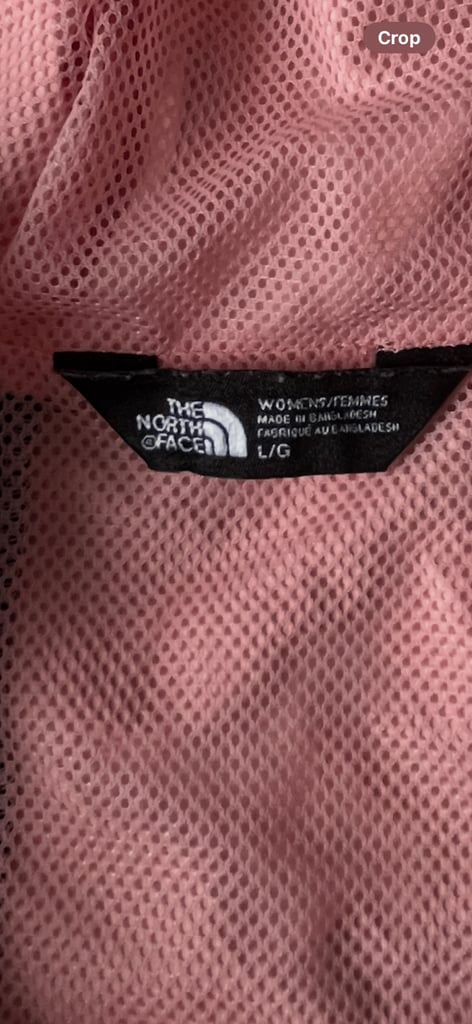 Crop
THE
NORTH
FACE
WOMENS/FEMMES
MADE IN BANGLADESH
FABRIQUÉ AU BANGLADESH
L/G